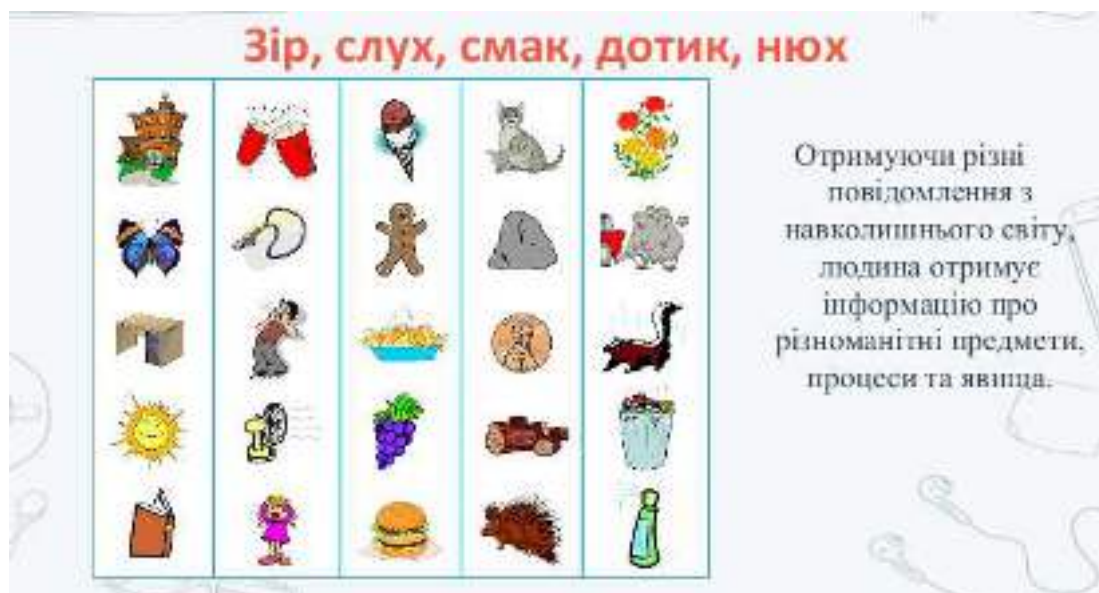 Зір, слух, смак, дотик, нюх
Отримуючи різні
повідомлення з
навколишнього світу,
людина отримує
інформацію про
різноманітні предмети,
процеси та явища.